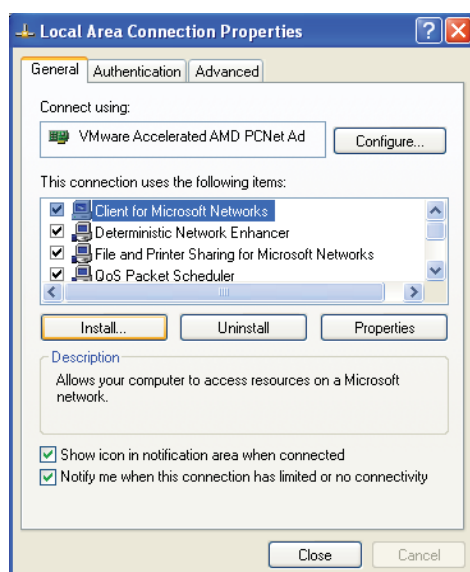 Local Area Connection Properties
General Authentication Advanced
Connect using:
VMware Accelerated AMD PCNet Ad Configure...
This connection uses the following items:
Client for Microsoft Networks
Deterministic Network Enhancer
File and Printer Sharing for Microsoft Networks
QoS Packet Scheduler
Install... Uninstall Properties
Description
Allows your computer to access resources on a Microsoft
network.
Show icon in notification area when connected
Notify me when this connection has limited or no connectivity
Close Cancel